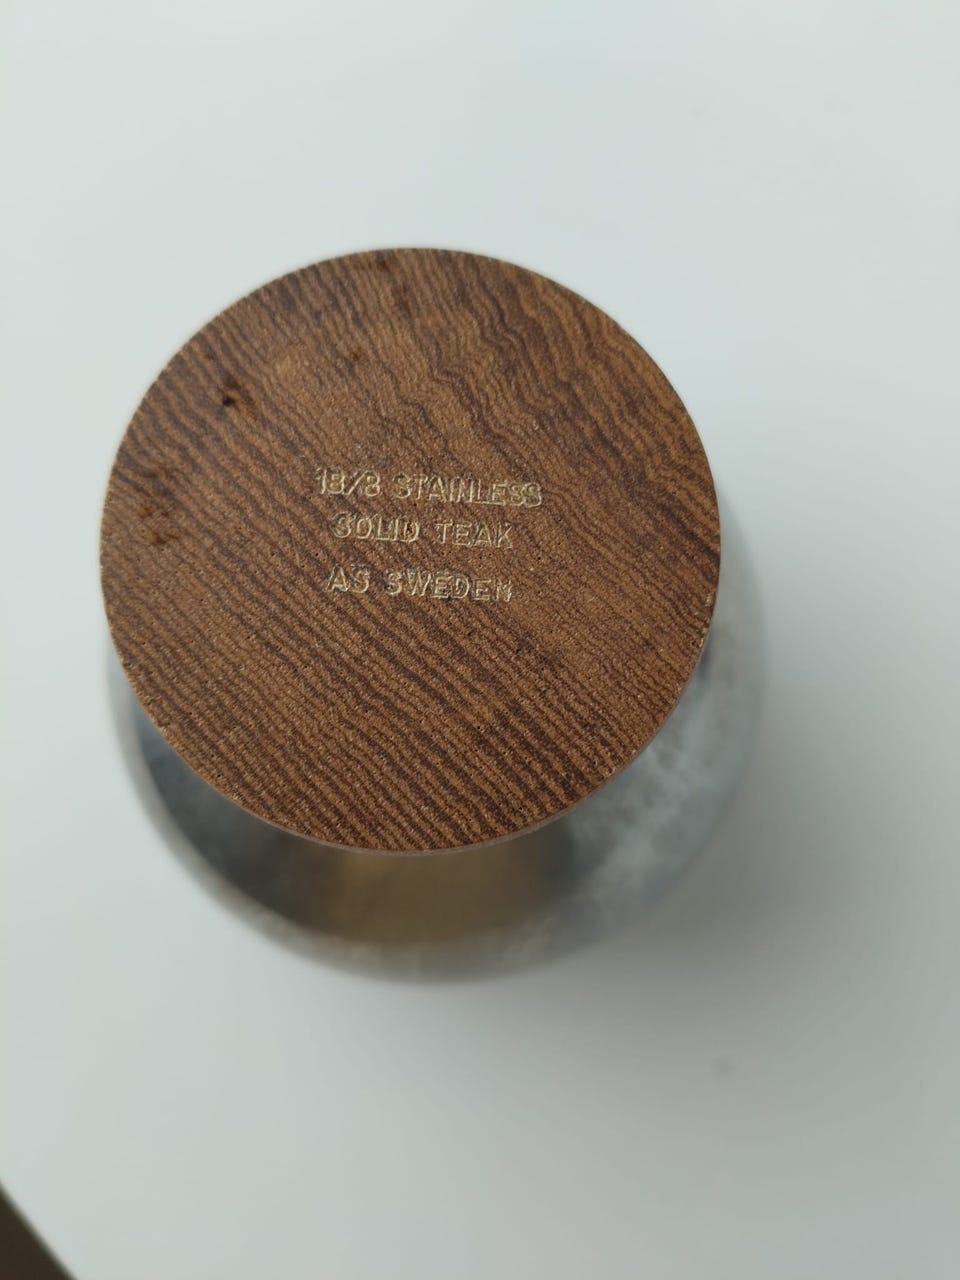 18/8 STAINLESS
SOLID TEAK
AS SWEDEN